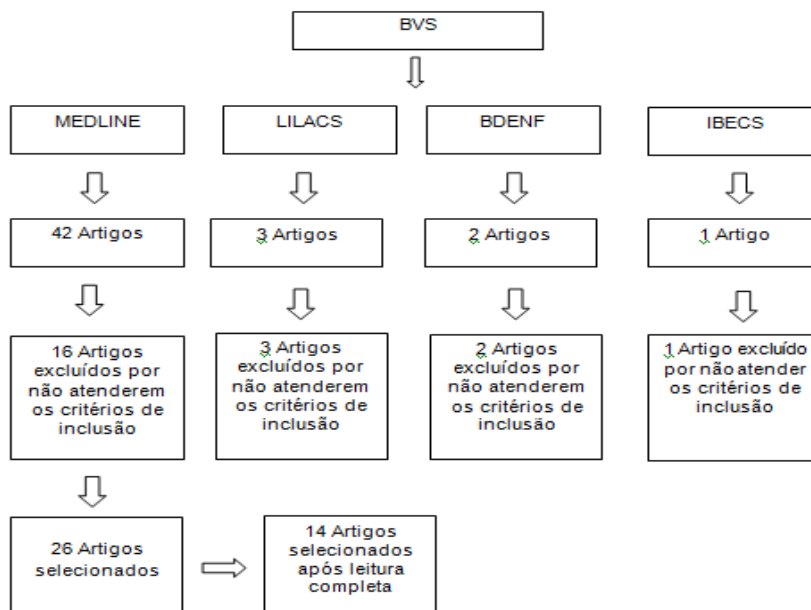 BVS
MEDLINE
LILACS
BDENF
IBECS
42 Artigos
3 Artigos
2 Artigos
1 Artigo
16 Artigos
excluídos por
não atenderem
os critérios de
inclusão
3 Artigos
excluídos por
não atenderem
os critérios de
inclusão
2 Artigos
excluídos por
não atenderem
os critérios de
inclusão
1 Artigo excluído
por não atender
os critérios de
inclusão
26 Artigos
selecionados
14 Artigos
selecionados
após leitura
completa